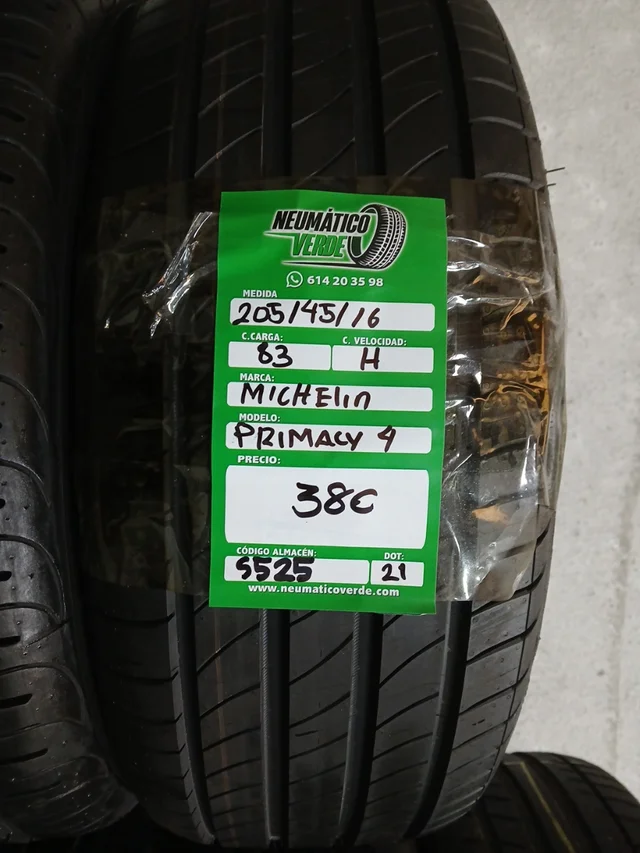 NEUMÁTICO
VERDE
614 20 35 98
MEDIDA
205/45/16
C.CARGA: C. VELOCIDAD:
83 H
MARCA:
MICHElin
MODELO:
PRIMACY 4
PRECIO:
38€
CÓDIGO ALMACÉN: DOT:
S525 21
www.neumaticoverde.com